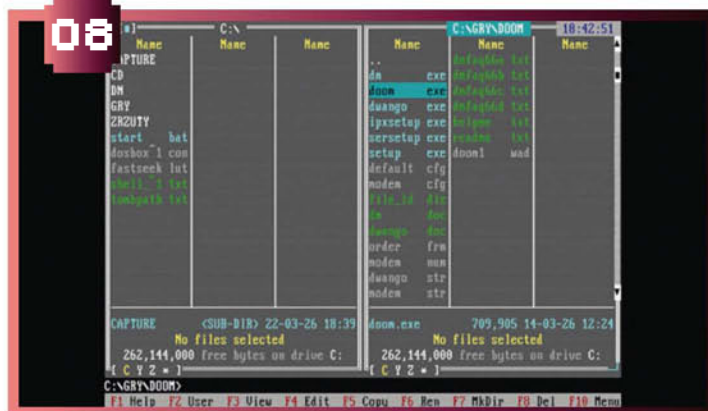 08
C:\
C:\GRY\DOOM 18:42:51
Name Name Name Name Name Name
CAPTURE
CD
DN
GRY
ZRZUTY
start bat
dosbox~1 con
fastseek lut
shell~1 txt
tombpath txt
..
dm exe
doom exe
dwango exe
ipxsetup exe
sersetup exe
setup exe
default cfg
modem cfg
file_id diz
dm doc
dwango doc
order frm
modem num
dwango str
modem str
dmfaq66a txt
dmfaq66b txt
dmfaq66c txt
dmfaq66d txt
helpme txt
readme txt
doom1 wad
CAPTURE <SUB-DIR> 22-03-26 18:39
No files selected
262,144,000 free bytes on drive C:
[ C Y Z * ]
doom.exe 709,905 14-03-26 12:24
No files selected
262,144,000 free bytes on drive C:
[ C Y Z * ]
C:\GRY\DOOM>
F1 Help F2 User F3 View F4 Edit F5 Copy F6 Ren F7 MkDir F8 Del F10 Menu